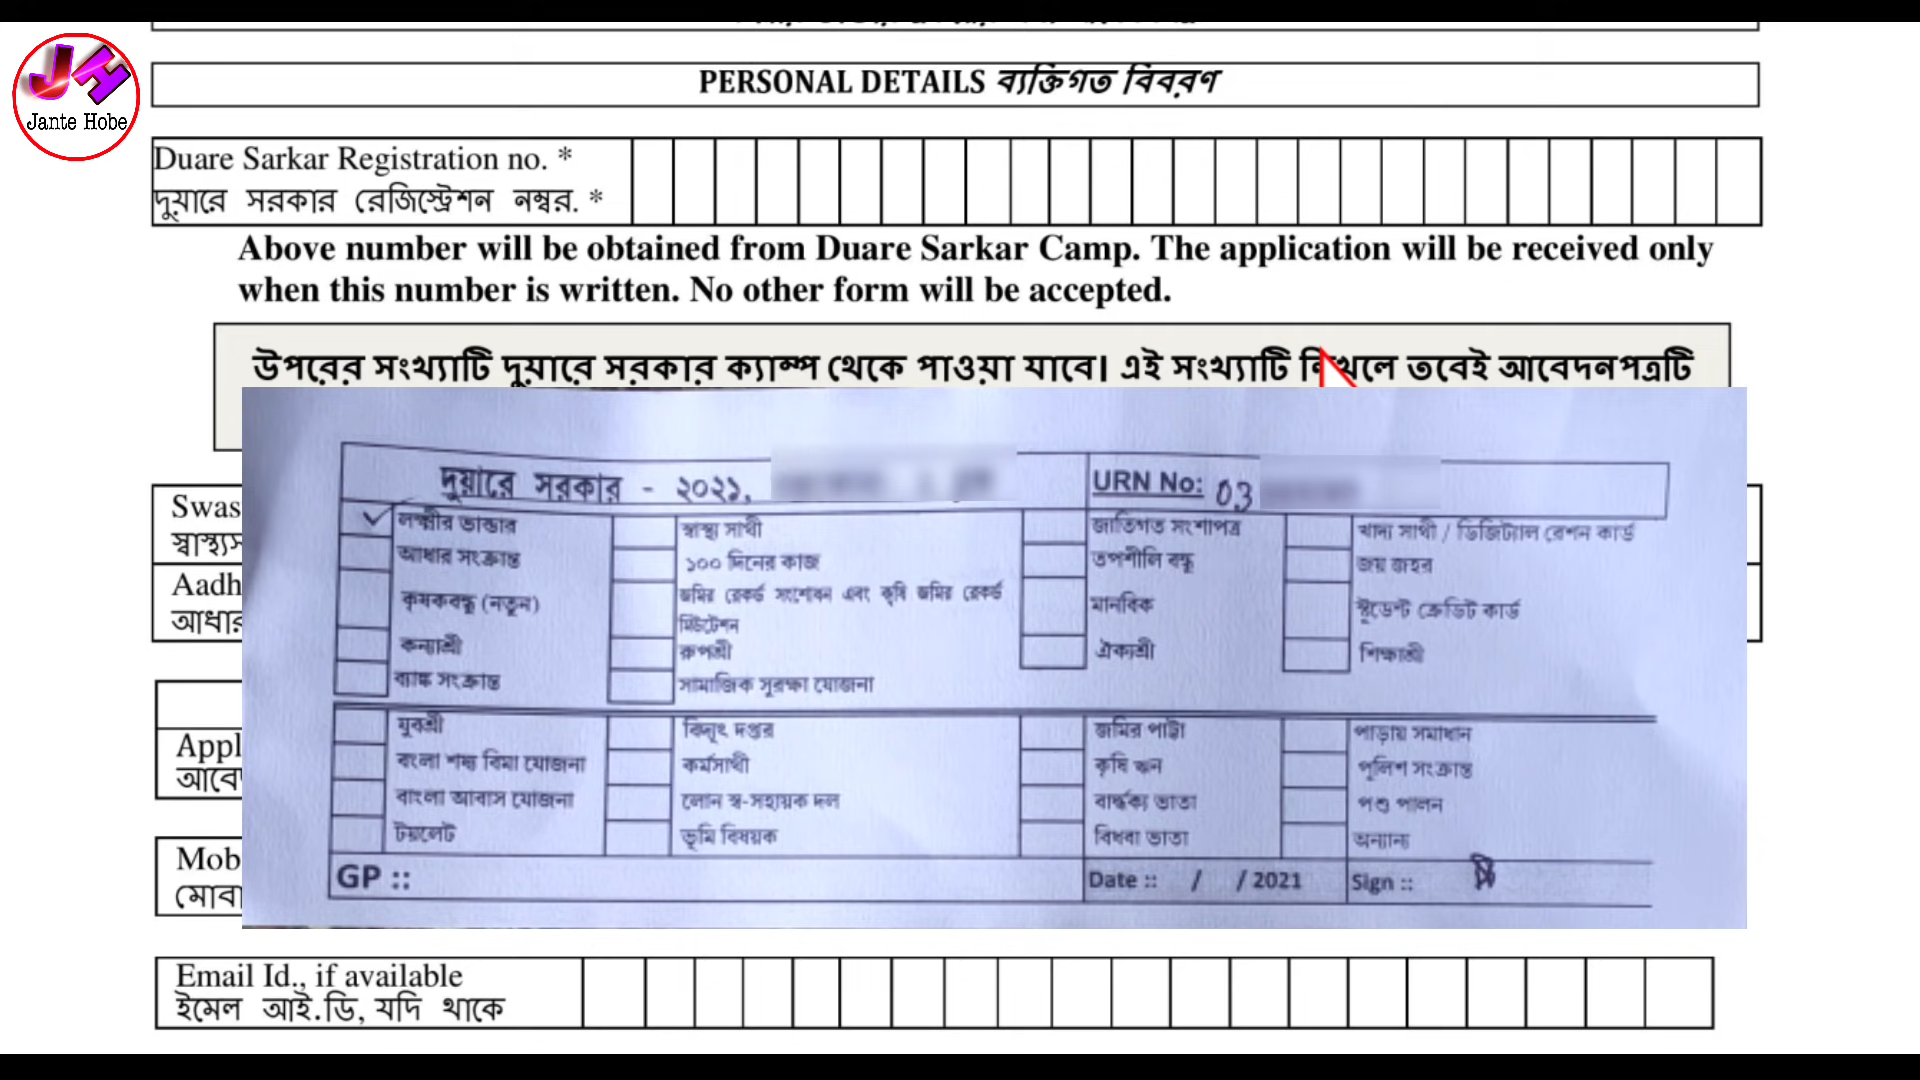 JH
Jante Hobe
PERSONAL DETAILS ব্যক্তিগত বিবরণ
Duare Sarkar Registration no. *
দুয়ারে সরকার রেজিস্ট্রেশন নম্বর. *
Above number will be obtained from Duare Sarkar Camp. The application will be received only
when this number is written. No other form will be accepted.
উপরের সংখ্যাটি দুয়ারে সরকার ক্যাম্প থেকে পাওয়া যাবে। এই সংখ্যাটি লিখলে তবেই আবেদনপত্রটি
দুয়ারে সরকার - ২০২১,
URN No: 03
লক্ষ্মীর ভান্ডার স্বাস্থ্য সাথী জাতিগত সংশাপত্র খাদ্য সাথী / ডিজিট্যাল রেশন কার্ড
আধার সংক্রান্ত ১০০ দিনের কাজ তপশীলি বন্ধু জয় জহর
কৃষকবন্ধু (নতুন) জমির রেকর্ড সংশোধন এবং কৃষি জমির রেকর্ড মানবিক স্টুডেন্ট ক্রেডিট কার্ড
মিউটেশন
কন্যাশ্রী রুপশ্রী ঐক্যশ্রী শিক্ষাশ্রী
ব্যাঙ্ক সংক্রান্ত সামাজিক সুরক্ষা যোজনা
যুবশ্রী বিদ্যুৎ দপ্তর জমির পাট্টা পাড়ায় সমাধান
বাংলা শস্য বিমা যোজনা কর্মসাথী কৃষি ঋন পুলিশ সংক্রান্ত
বাংলা আবাস যোজনা লোন স্ব-সহায়ক দল বার্দ্ধক্য ভাতা পশু পালন
টয়লেট ভূমি বিষয়ক বিধবা ভাতা অন্যান্য
GP :: Date :: / / 2021 Sign ::
Swas
স্বাস্থ্যস
Aadh
আধার
Appl
আবে
Mob
মোবা
Email Id., if available
ইমেল আই.ডি, যদি থাকে